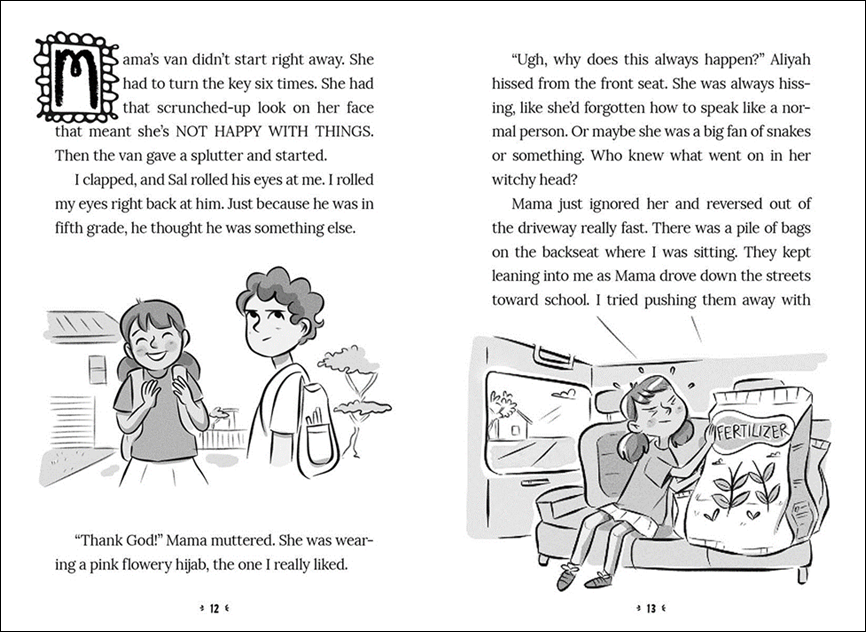 Mama’s van didn’t start right away. She
had to turn the key six times. She had
that scrunched-up look on her face
that meant she’s NOT HAPPY WITH THINGS.
Then the van gave a splutter and started.
I clapped, and Sal rolled his eyes at me. I rolled
my eyes right back at him. Just because he was in
fifth grade, he thought he was something else.
“Thank God!” Mama muttered. She was wear-
ing a pink flowery hijab, the one I really liked.
12
“Ugh, why does this always happen?” Aliyah
hissed from the front seat. She was always hiss-
ing, like she’d forgotten how to speak like a nor-
mal person. Or maybe she was a big fan of snakes
or something. Who knew what went on in her
witchy head?
Mama just ignored her and reversed out of
the driveway really fast. There was a pile of bags
on the backseat where I was sitting. They kept
leaning into me as Mama drove down the streets
toward school. I tried pushing them away with
FERTILIZER
13